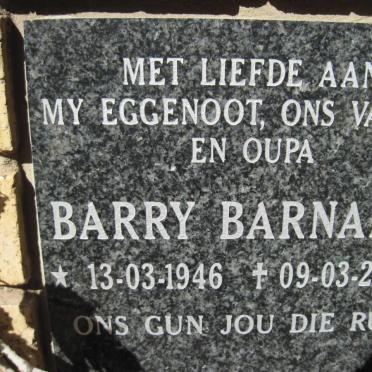 MET LIEFDE AAN
MY EGGENOOT, ONS VA
EN OUPA
BARRY BARNA
★ 13-03-1946 ✝ 09-03-2
ONS GUN JOU DIE RU